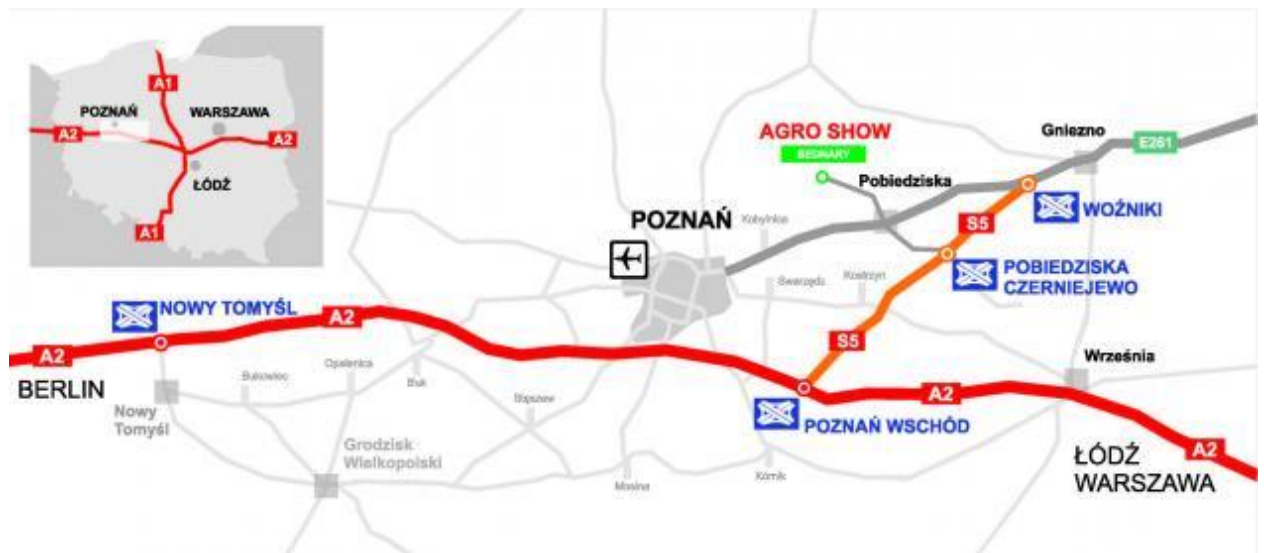 A1
POZNAŃ
WARSZAWA
A2
A2
ŁÓDŹ
A1
AGRO SHOW
BEDNARY
Gniezno
E261
Pobiedziska
WOŹNIKI
POZNAŃ
Kobylnica
S5
POBIEDZISKA
CZERNIEJEWO
Swarzędz
Kostrzyn
NOWY TOMYŚL
A2
S5
A2
BERLIN
Września
Opalenica
Bukowiec
Buk
A2
Nowy
Tomyśl
Stęszew
POZNAŃ WSCHÓD
Grodzisk
Wielkopolski
A2
ŁÓDŹ
WARSZAWA
Mosina
Kórnik